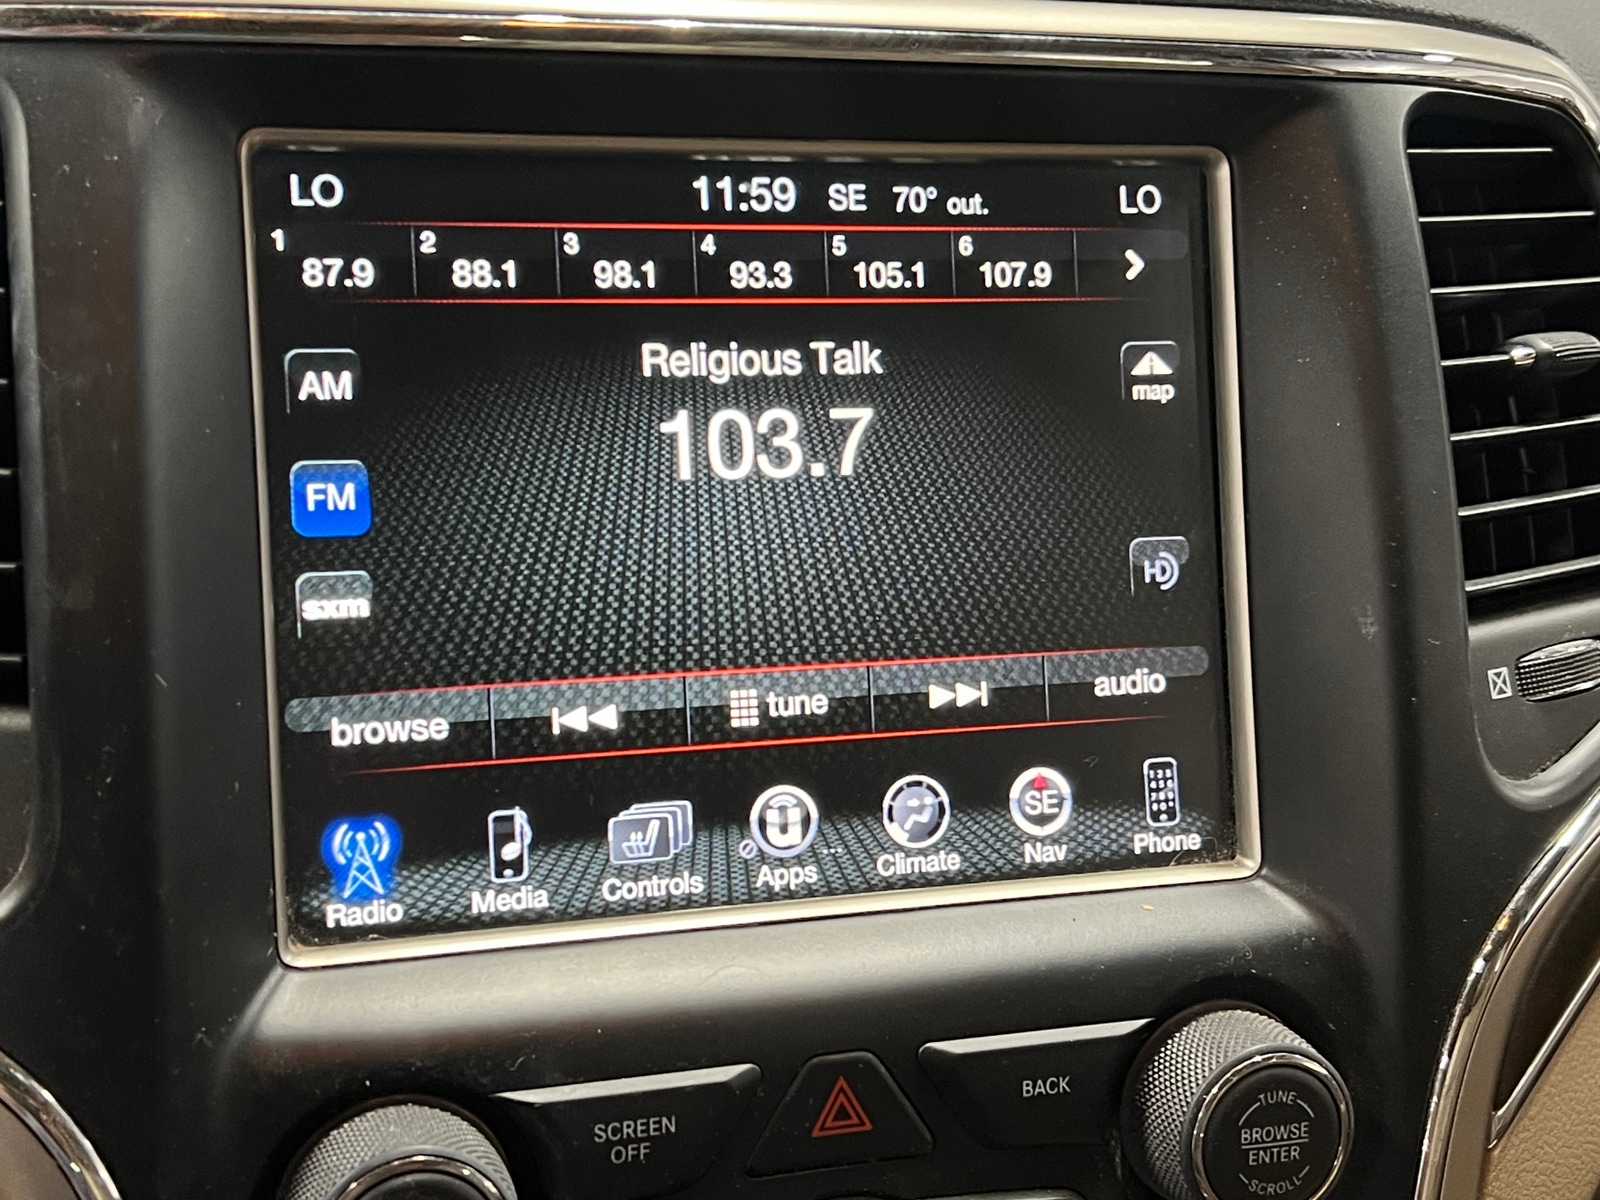 LO 11:59 SE 70° out. LO
1 87.9 2 88.1 3 98.1 4 93.3 5 105.1 6 107.9
Religious Talk
103.7
AM
map
FM
HD
sxm
browse tune audio
SE
Radio Media Controls Apps Climate Nav Phone
SCREEN
OFF
BACK
TUNE
BROWSE
ENTER
SCROLL